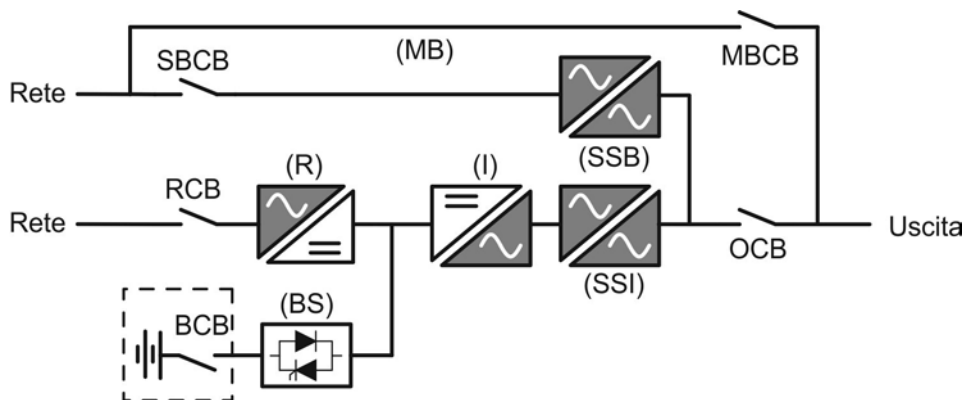 (MB)
MBCB
SBCB
Rete
(SSB)
(R)
(I)
RCB
Rete
Uscita
OCB
(SSI)
(BS)
BCB